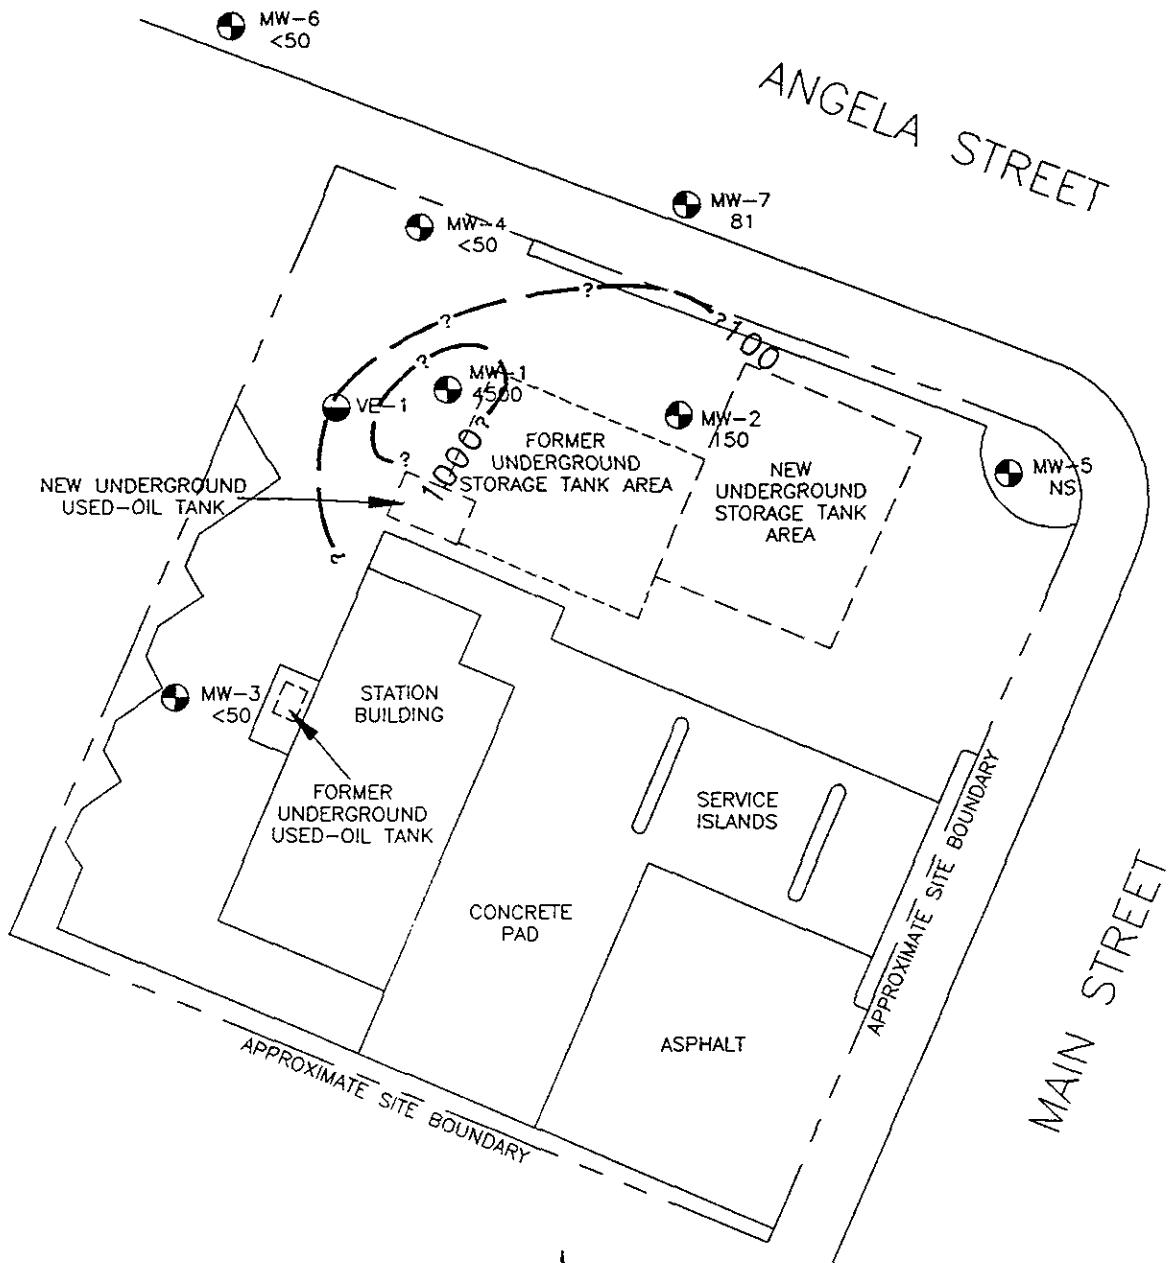 MW-6
<50
ANGELA STREET
MW-7
81
MW-4
<50
?
?
?
100
?
MW-1
4500
VE-1
?
?
1000
MW-2
150
FORMER
UNDERGROUND
STORAGE TANK AREA
NEW
UNDERGROUND
STORAGE TANK
AREA
MW-5
NS
NEW UNDERGROUND
USED-OIL TANK
?
MW-3
<50
STATION
BUILDING
FORMER
UNDERGROUND
USED-OIL TANK
SERVICE
ISLANDS
CONCRETE
PAD
ASPHALT
APPROXIMATE SITE BOUNDARY
MAIN STREET
APPROXIMATE SITE BOUNDARY